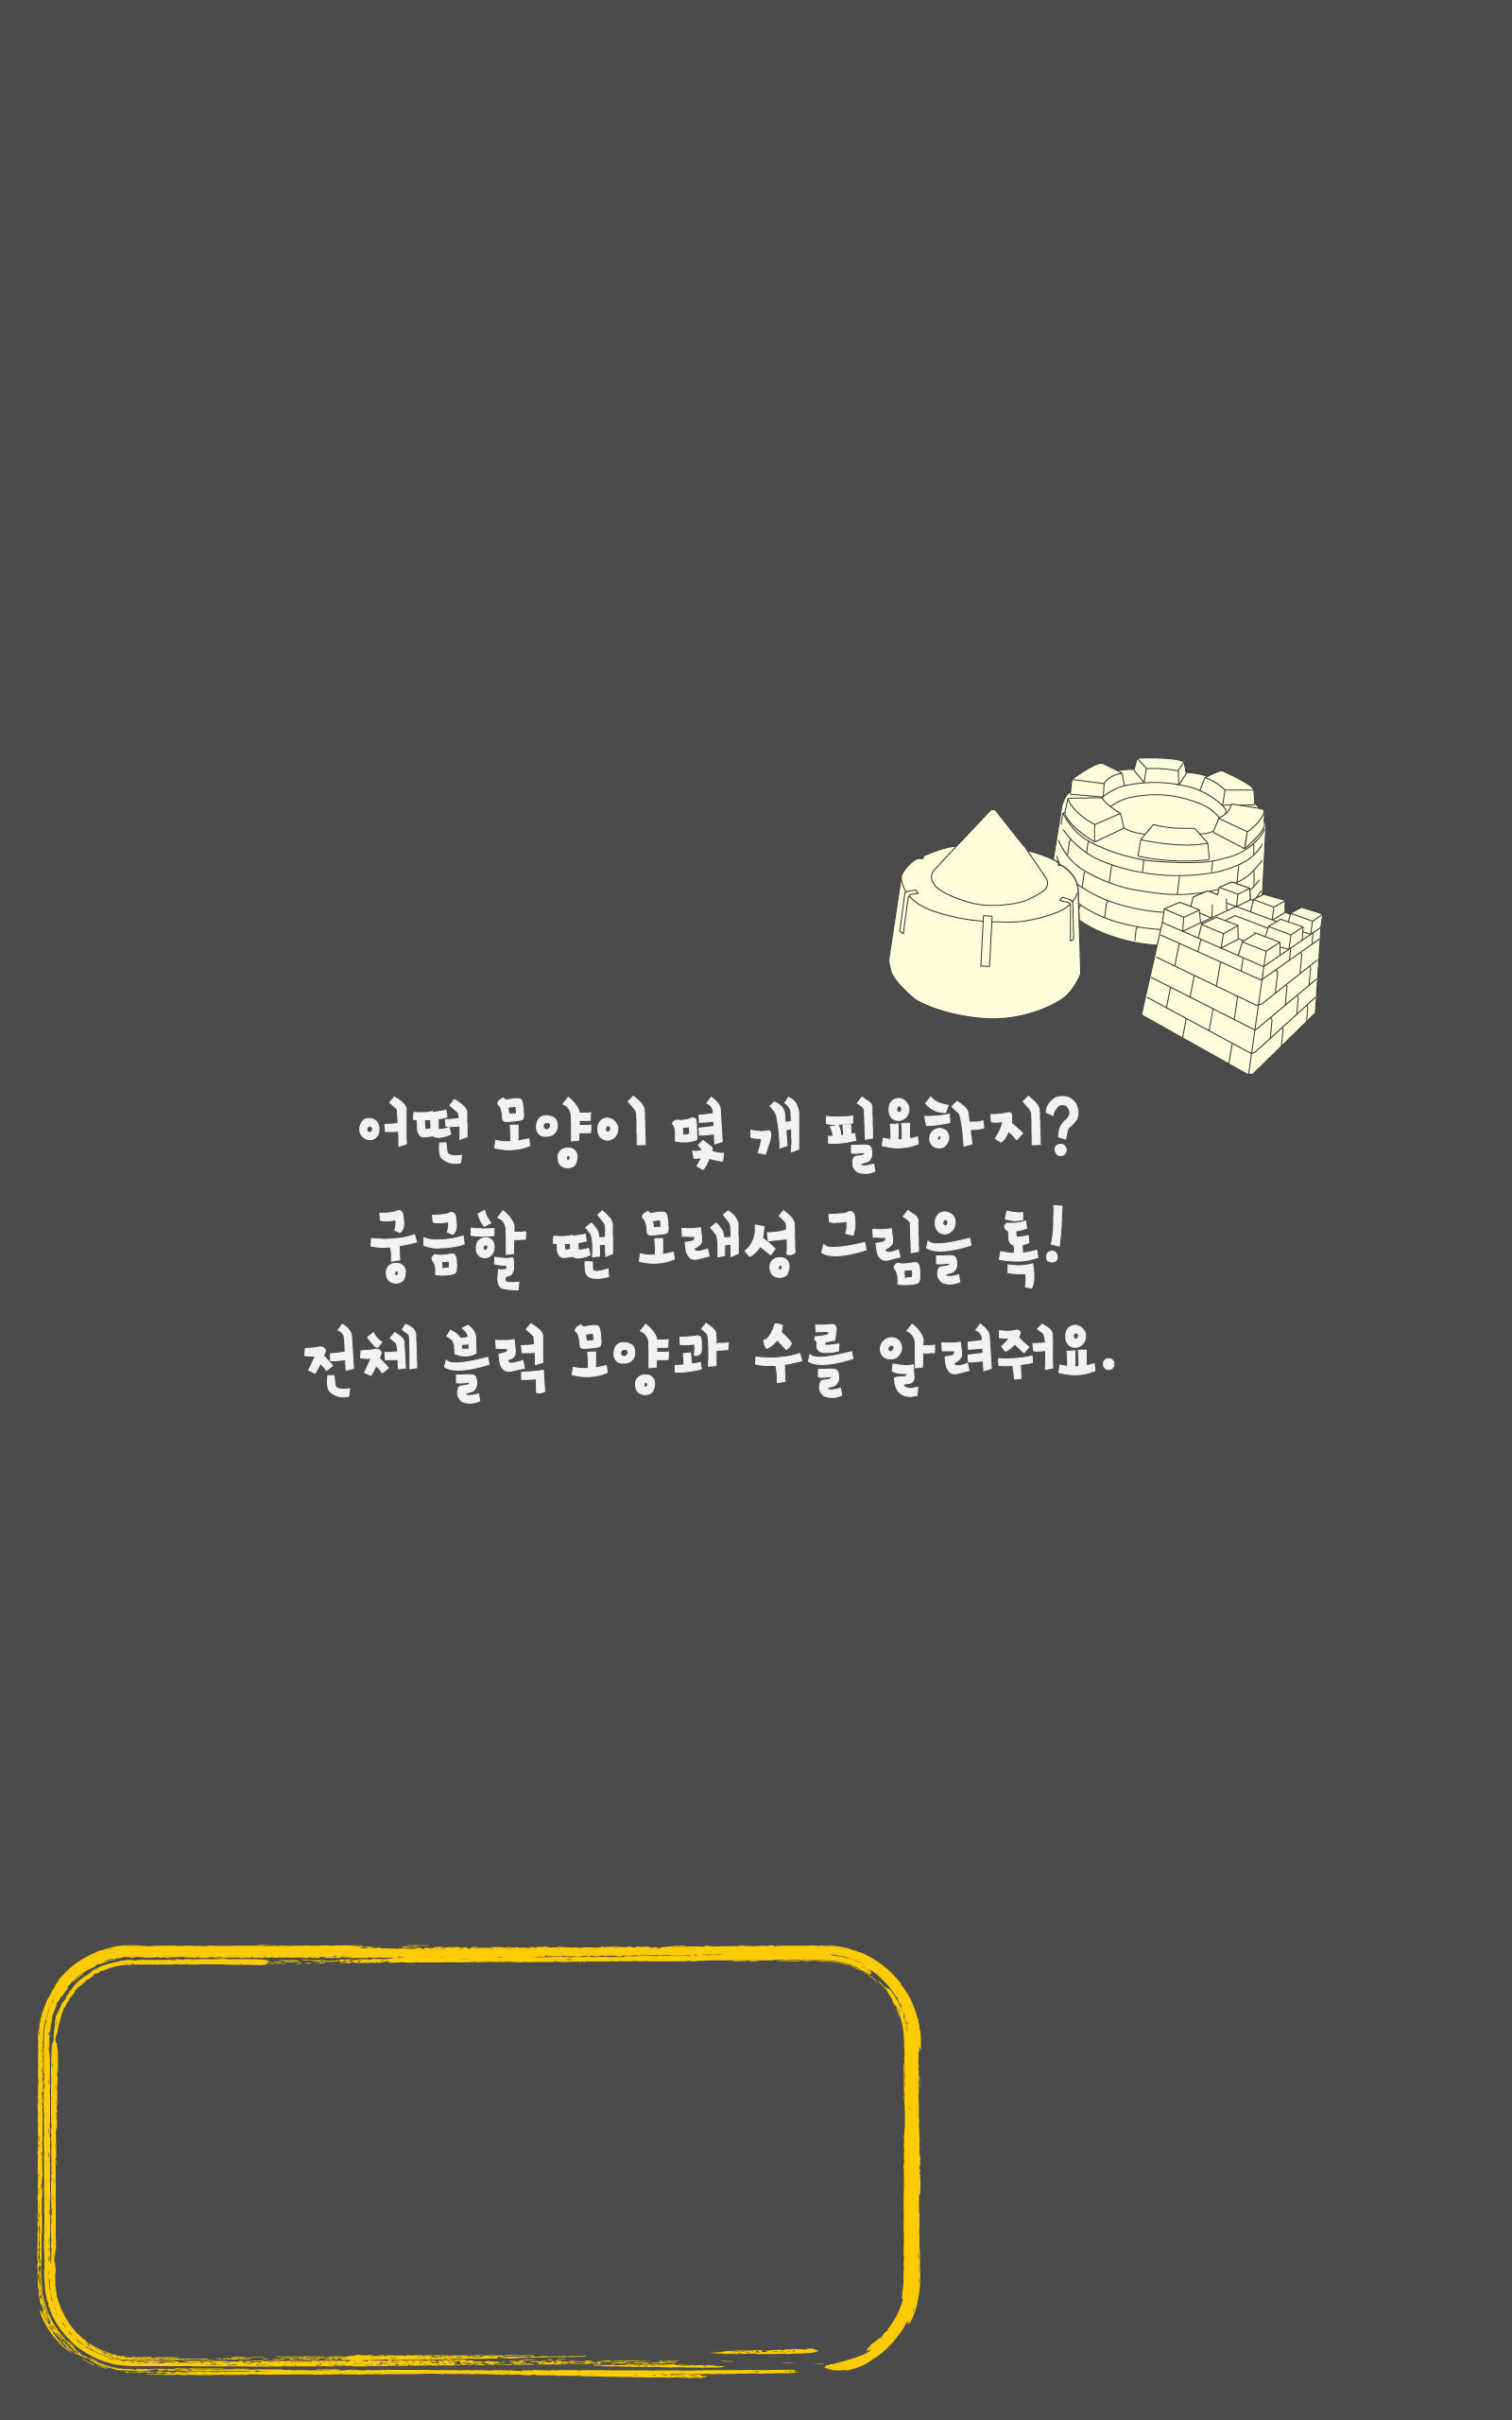 어떤 모양이 몇 개 필요하지?
궁금할 땐 모래성 그림을 톡!
전체 블럭 모양과 수를 알려줘요.